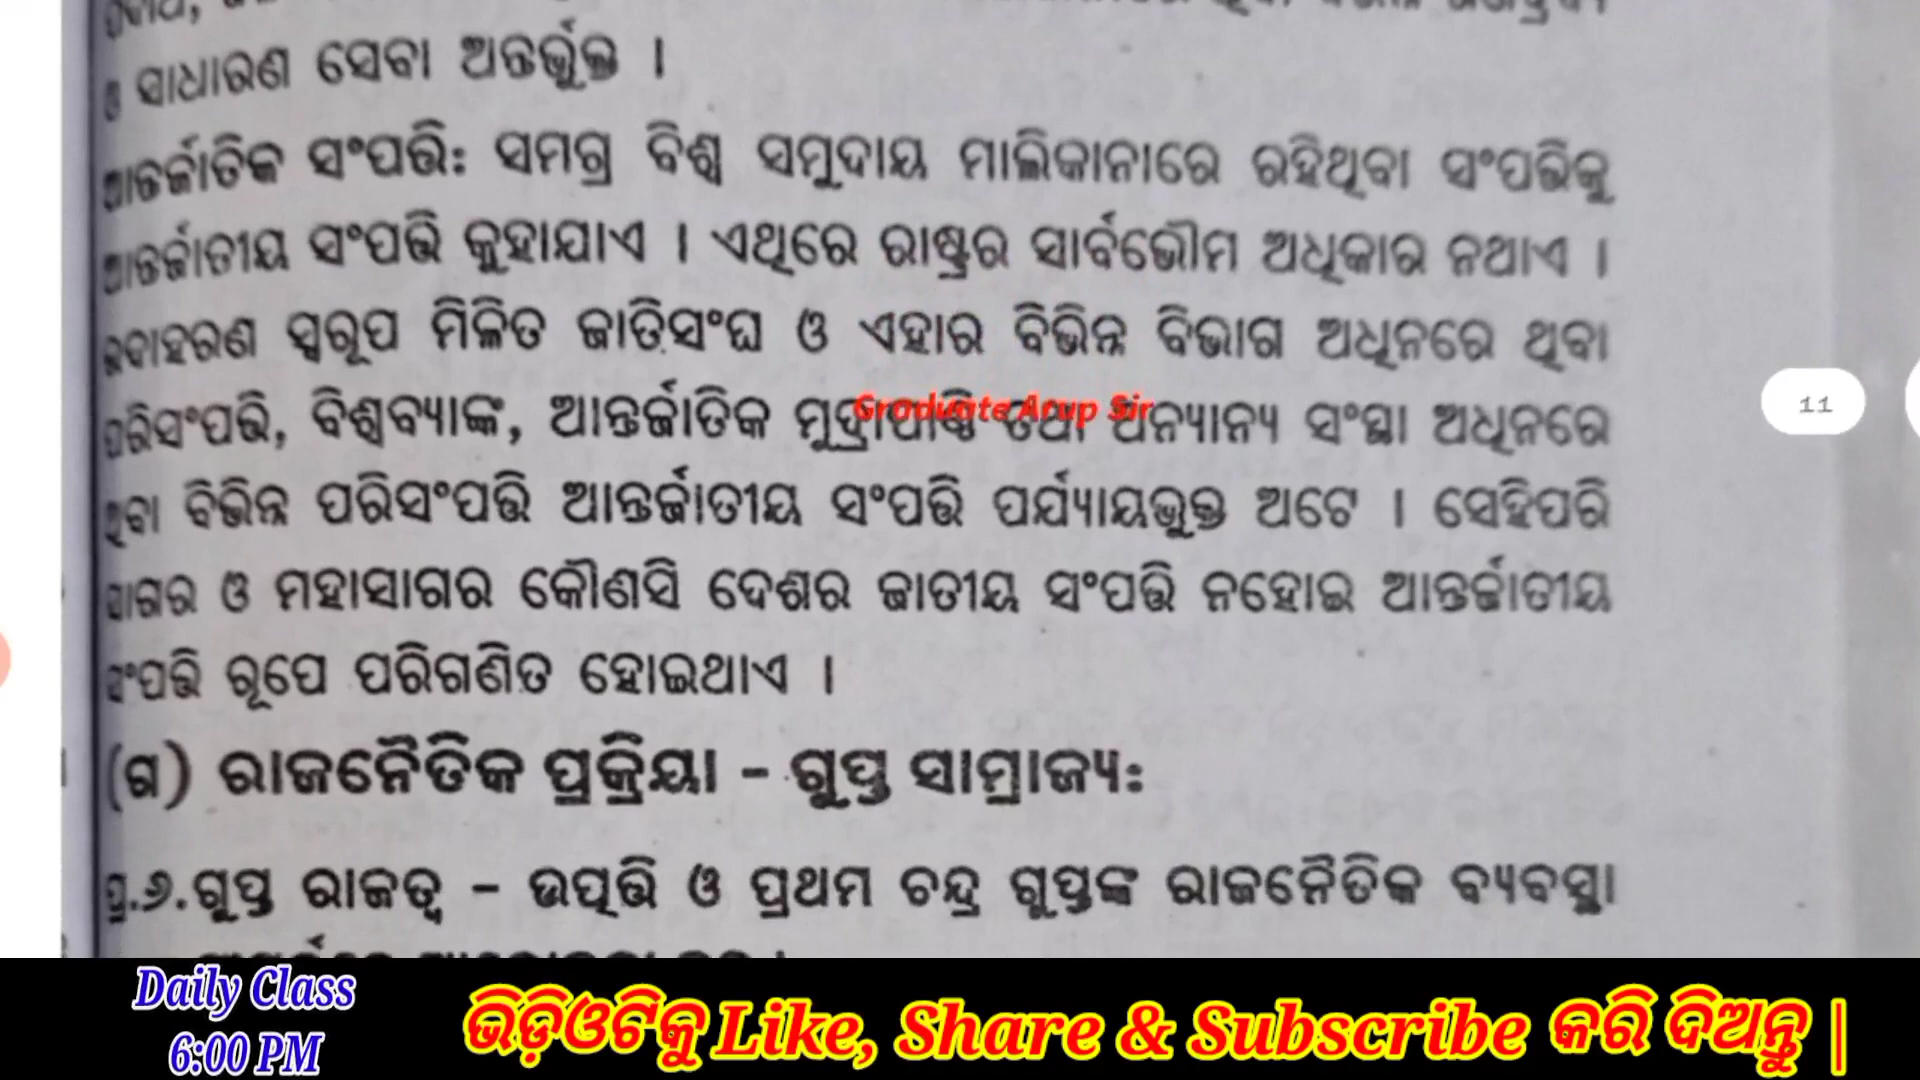 ଓ ସାଧାରଣ ସେବା ଅନ୍ତର୍ଭୁକ୍ତ ।
ଆନ୍ତର୍ଜାତିକ ସଂପତ୍ତିଃ ସମଗ୍ର ବିଶ୍ୱ ସମୁଦାୟ ମାଲିକାନାରେ ରହିଥିବା ସଂପତ୍ତିକୁ
ଆନ୍ତର୍ଜାତୀୟ ସଂପତ୍ତି କୁହାଯାଏ । ଏଥିରେ ରାଷ୍ଟ୍ରର ସାର୍ବଭୌମ ଅଧିକାର ନଥାଏ ।
ଉଦାହରଣ ସ୍ୱରୂପ ମିଳିତ ଜାତିସଂଘ ଓ ଏହାର ବିଭିନ୍ନ ବିଭାଗ ଅଧିନରେ ଥିବା
ପରିସଂପତ୍ତି, ବିଶ୍ୱବ୍ୟାଙ୍କ, ଆନ୍ତର୍ଜାତିକ ମୁଦ୍ରାପାଣ୍ଠି ତଥା ଅନ୍ୟାନ୍ୟ ସଂସ୍ଥା ଅଧିନରେ
Graduate Arup Sir
11
ଥିବା ବିଭିନ୍ନ ପରିସଂପତ୍ତି ଆନ୍ତର୍ଜାତୀୟ ସଂପତ୍ତି ପର୍ଯ୍ୟାୟଭୁକ୍ତ ଅଟେ । ସେହିପରି
ସାଗର ଓ ମହାସାଗର କୌଣସି ଦେଶର ଜାତୀୟ ସଂପତ୍ତି ନହୋଇ ଆନ୍ତର୍ଜାତୀୟ
ସଂପତ୍ତି ରୂପେ ପରିଗଣିତ ହୋଇଥାଏ ।
(ଗ) ରାଜନୈତିକ ପ୍ରକ୍ରିୟା - ଗୁପ୍ତ ସାମ୍ରାଜ୍ୟଃ
ପ୍ର.୬.ଗୁପ୍ତ ରାଜତ୍ୱ - ଉତ୍ପତ୍ତି ଓ ପ୍ରଥମ ଚନ୍ଦ୍ର ଗୁପ୍ତଙ୍କ ରାଜନୈତିକ ବ୍ୟବସ୍ଥା
Daily Class
6:00 PM
ଭିଡ଼ିଓଟିକୁ Like, Share & Subscribe କରି ଦିଅନ୍ତୁ |